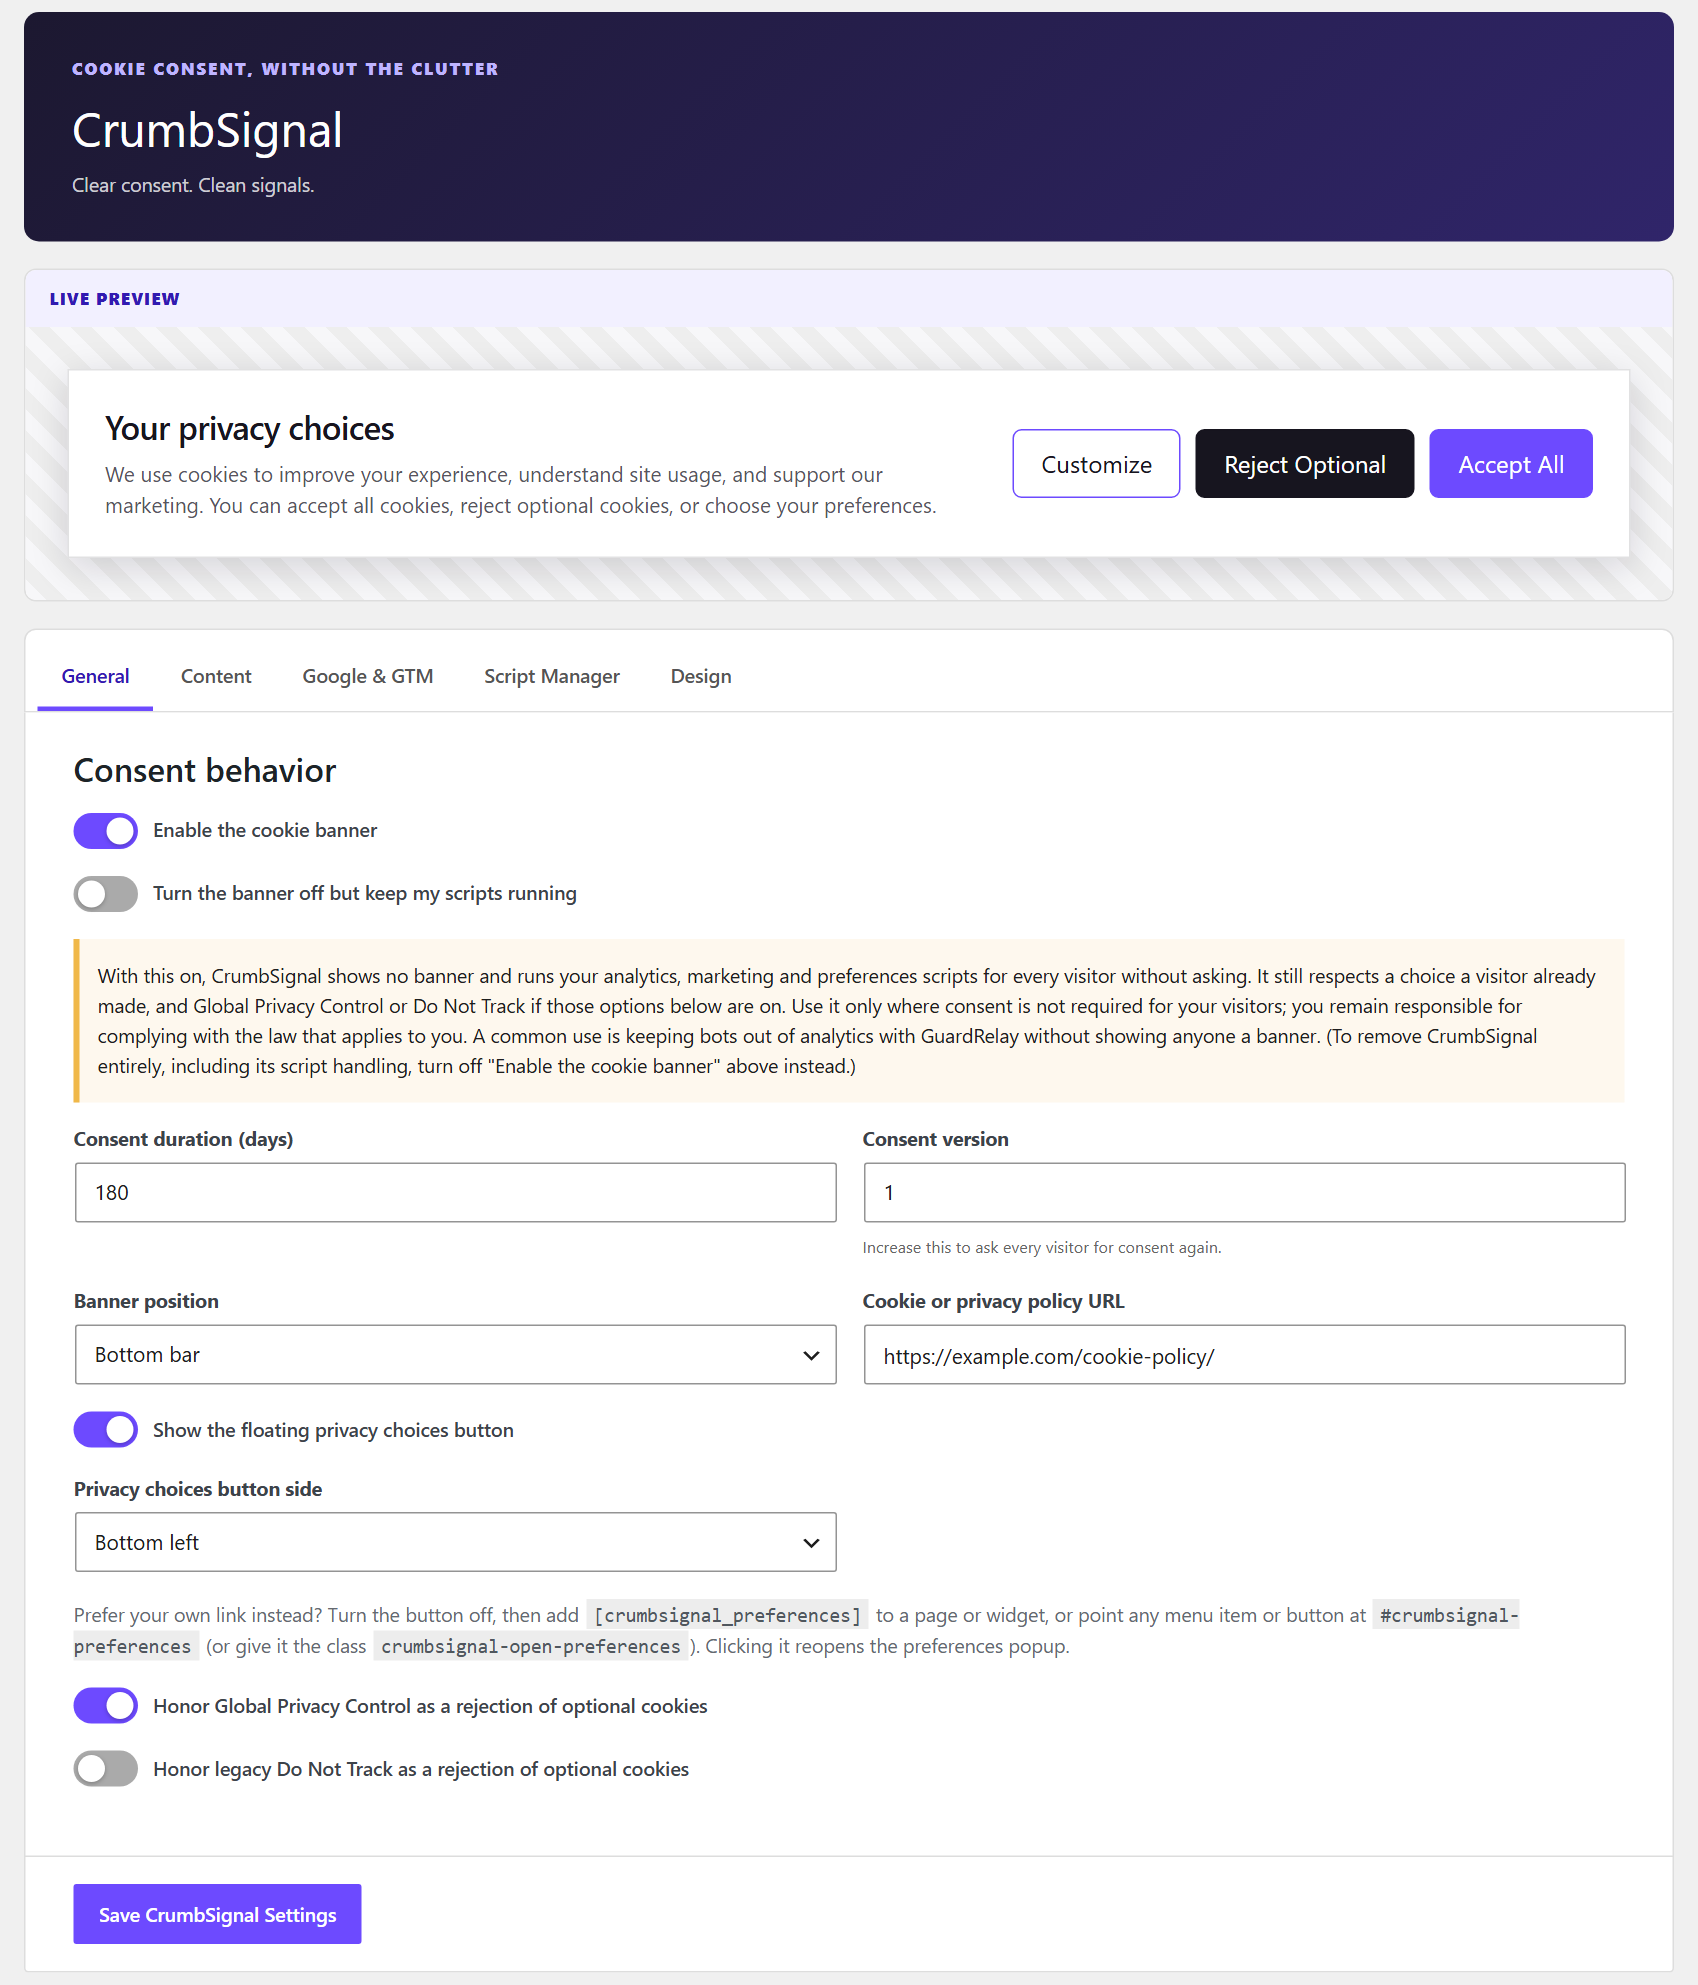 COOKIE CONSENT, WITHOUT THE CLUTTER
CrumbSignal
Clear consent. Clean signals.
LIVE PREVIEW
Your privacy choices
We use cookies to improve your experience, understand site usage, and support our
marketing. You can accept all cookies, reject optional cookies, or choose your preferences.
Customize
Reject Optional
Accept All
General
Content
Google & GTM
Script Manager
Design
Consent behavior
Enable the cookie banner
Turn the banner off but keep my scripts running
With this on, CrumbSignal shows no banner and runs your analytics, marketing and preferences scripts for every visitor without asking. It still respects a choice a visitor already
made, and Global Privacy Control or Do Not Track if those options below are on. Use it only where consent is not required for your visitors; you remain responsible for
complying with the law that applies to you. A common use is keeping bots out of analytics with GuardRelay without showing anyone a banner. (To remove CrumbSignal
entirely, including its script handling, turn off "Enable the cookie banner" above instead.)
Consent duration (days)
180
Consent version
1
Increase this to ask every visitor for consent again.
Banner position
Bottom bar
Cookie or privacy policy URL
https://example.com/cookie-policy/
Show the floating privacy choices button
Privacy choices button side
Bottom left
Prefer your own link instead? Turn the button off, then add [crumbsignal_preferences] to a page or widget, or point any menu item or button at #crumbsignal-
preferences (or give it the class crumbsignal-open-preferences ). Clicking it reopens the preferences popup.
Honor Global Privacy Control as a rejection of optional cookies
Honor legacy Do Not Track as a rejection of optional cookies
Save CrumbSignal Settings